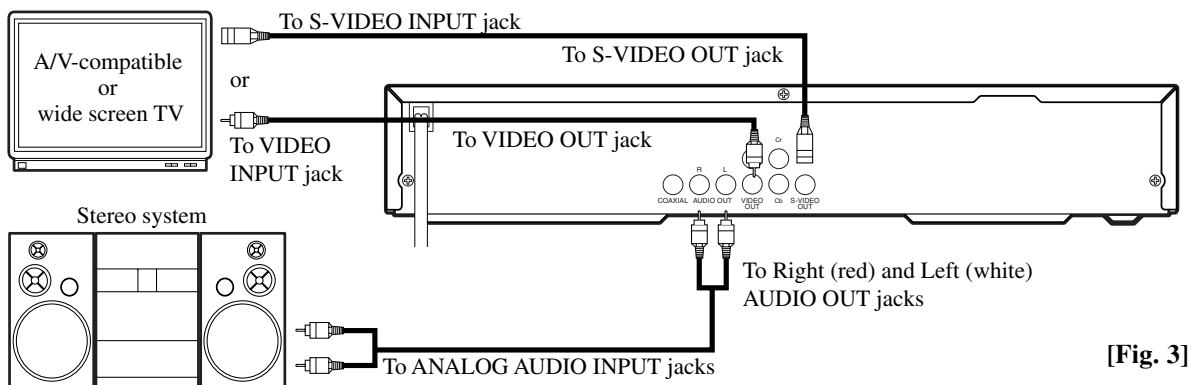 To S-VIDEO INPUT jack
To S-VIDEO OUT jack
A/V-compatible
or
wide screen TV
or
To VIDEO
INPUT jack
To VIDEO OUT jack
Cr
R
L
COAXIAL
AUDIO OUT
VIDEO
OUT
Cb
S-VIDEO
OUT
Stereo system
To Right (red) and Left (white)
AUDIO OUT jacks
To ANALOG AUDIO INPUT jacks
[Fig. 3]